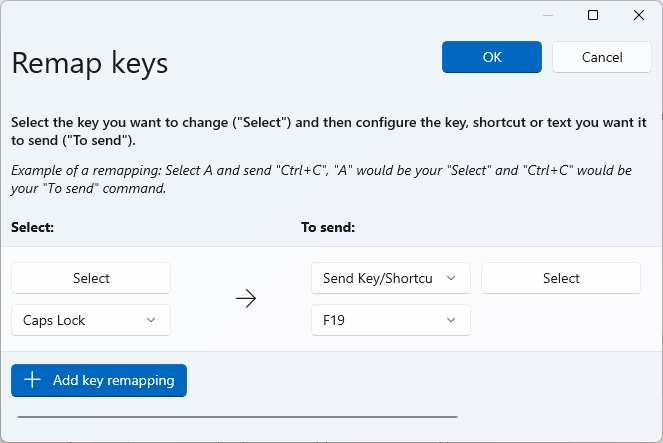 Remap keys
OK
Cancel
Select the key you want to change ("Select") and then configure the key, shortcut or text you want it
to send ("To send").
Example of a remapping: Select A and send "Ctrl+C", "A" would be your "Select" and "Ctrl+C" would be
your "To send" command.
Select:
To send:
Select
Send Key/Shortcu
Select
Caps Lock
F19
Add key remapping